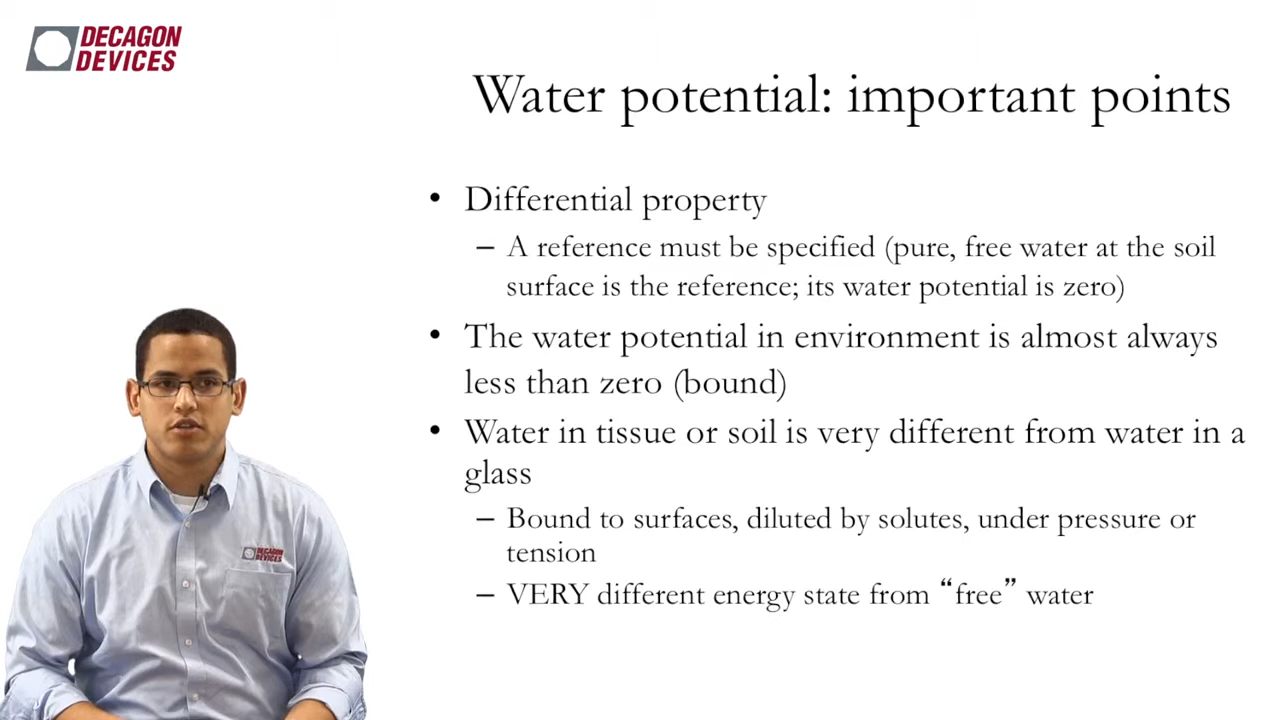 DECAGON
DEVICES
Water potential: important points
• Differential property
– A reference must be specified (pure, free water at the soil
surface is the reference; its water potential is zero)
• The water potential in environment is almost always
less than zero (bound)
• Water in tissue or soil is very different from water in a
glass
– Bound to surfaces, diluted by solutes, under pressure or
tension
– VERY different energy state from “free” water
DECAGON
DEVICES